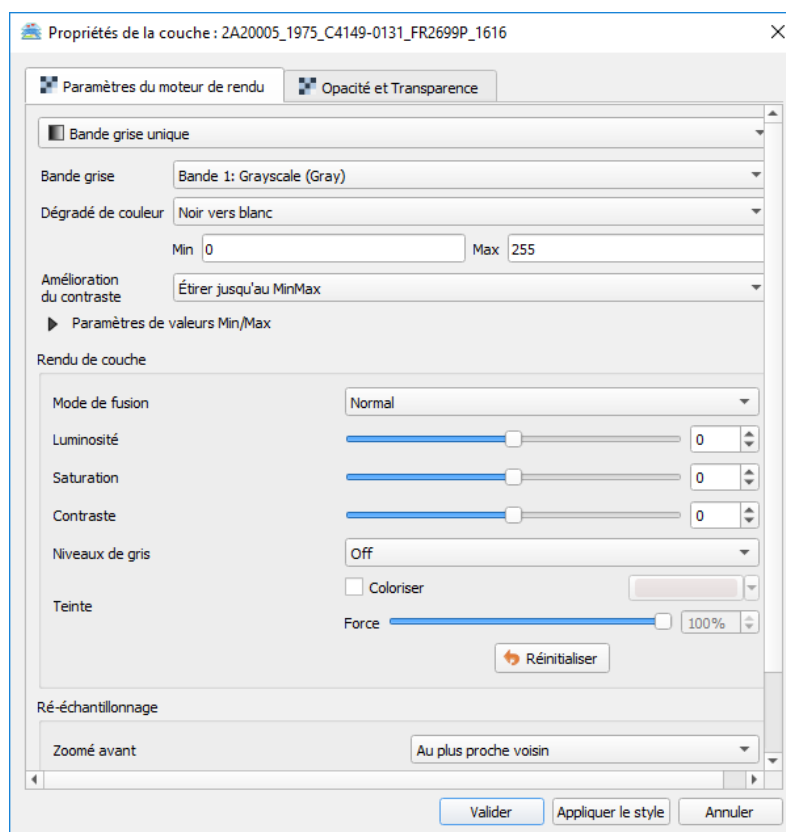 Propriétés de la couche : 2A20005_1975_C4149-0131_FR2699P_1616
Paramètres du moteur de rendu
Opacité et Transparence
Bande grise unique
Bande grise
Bande 1: Grayscale (Gray)
Dégradé de couleur
Noir vers blanc
Min 0
Max 255
Amélioration
du contraste
Étirer jusqu'au MinMax
Paramètres de valeurs Min/Max
Rendu de couche
Mode de fusion
Normal
Luminosité
0
Saturation
0
Contraste
0
Niveaux de gris
Off
Teinte
Coloriser
Force
100%
Réinitialiser
Ré-échantillonnage
Zoomé avant
Au plus proche voisin
Valider
Appliquer le style
Annuler